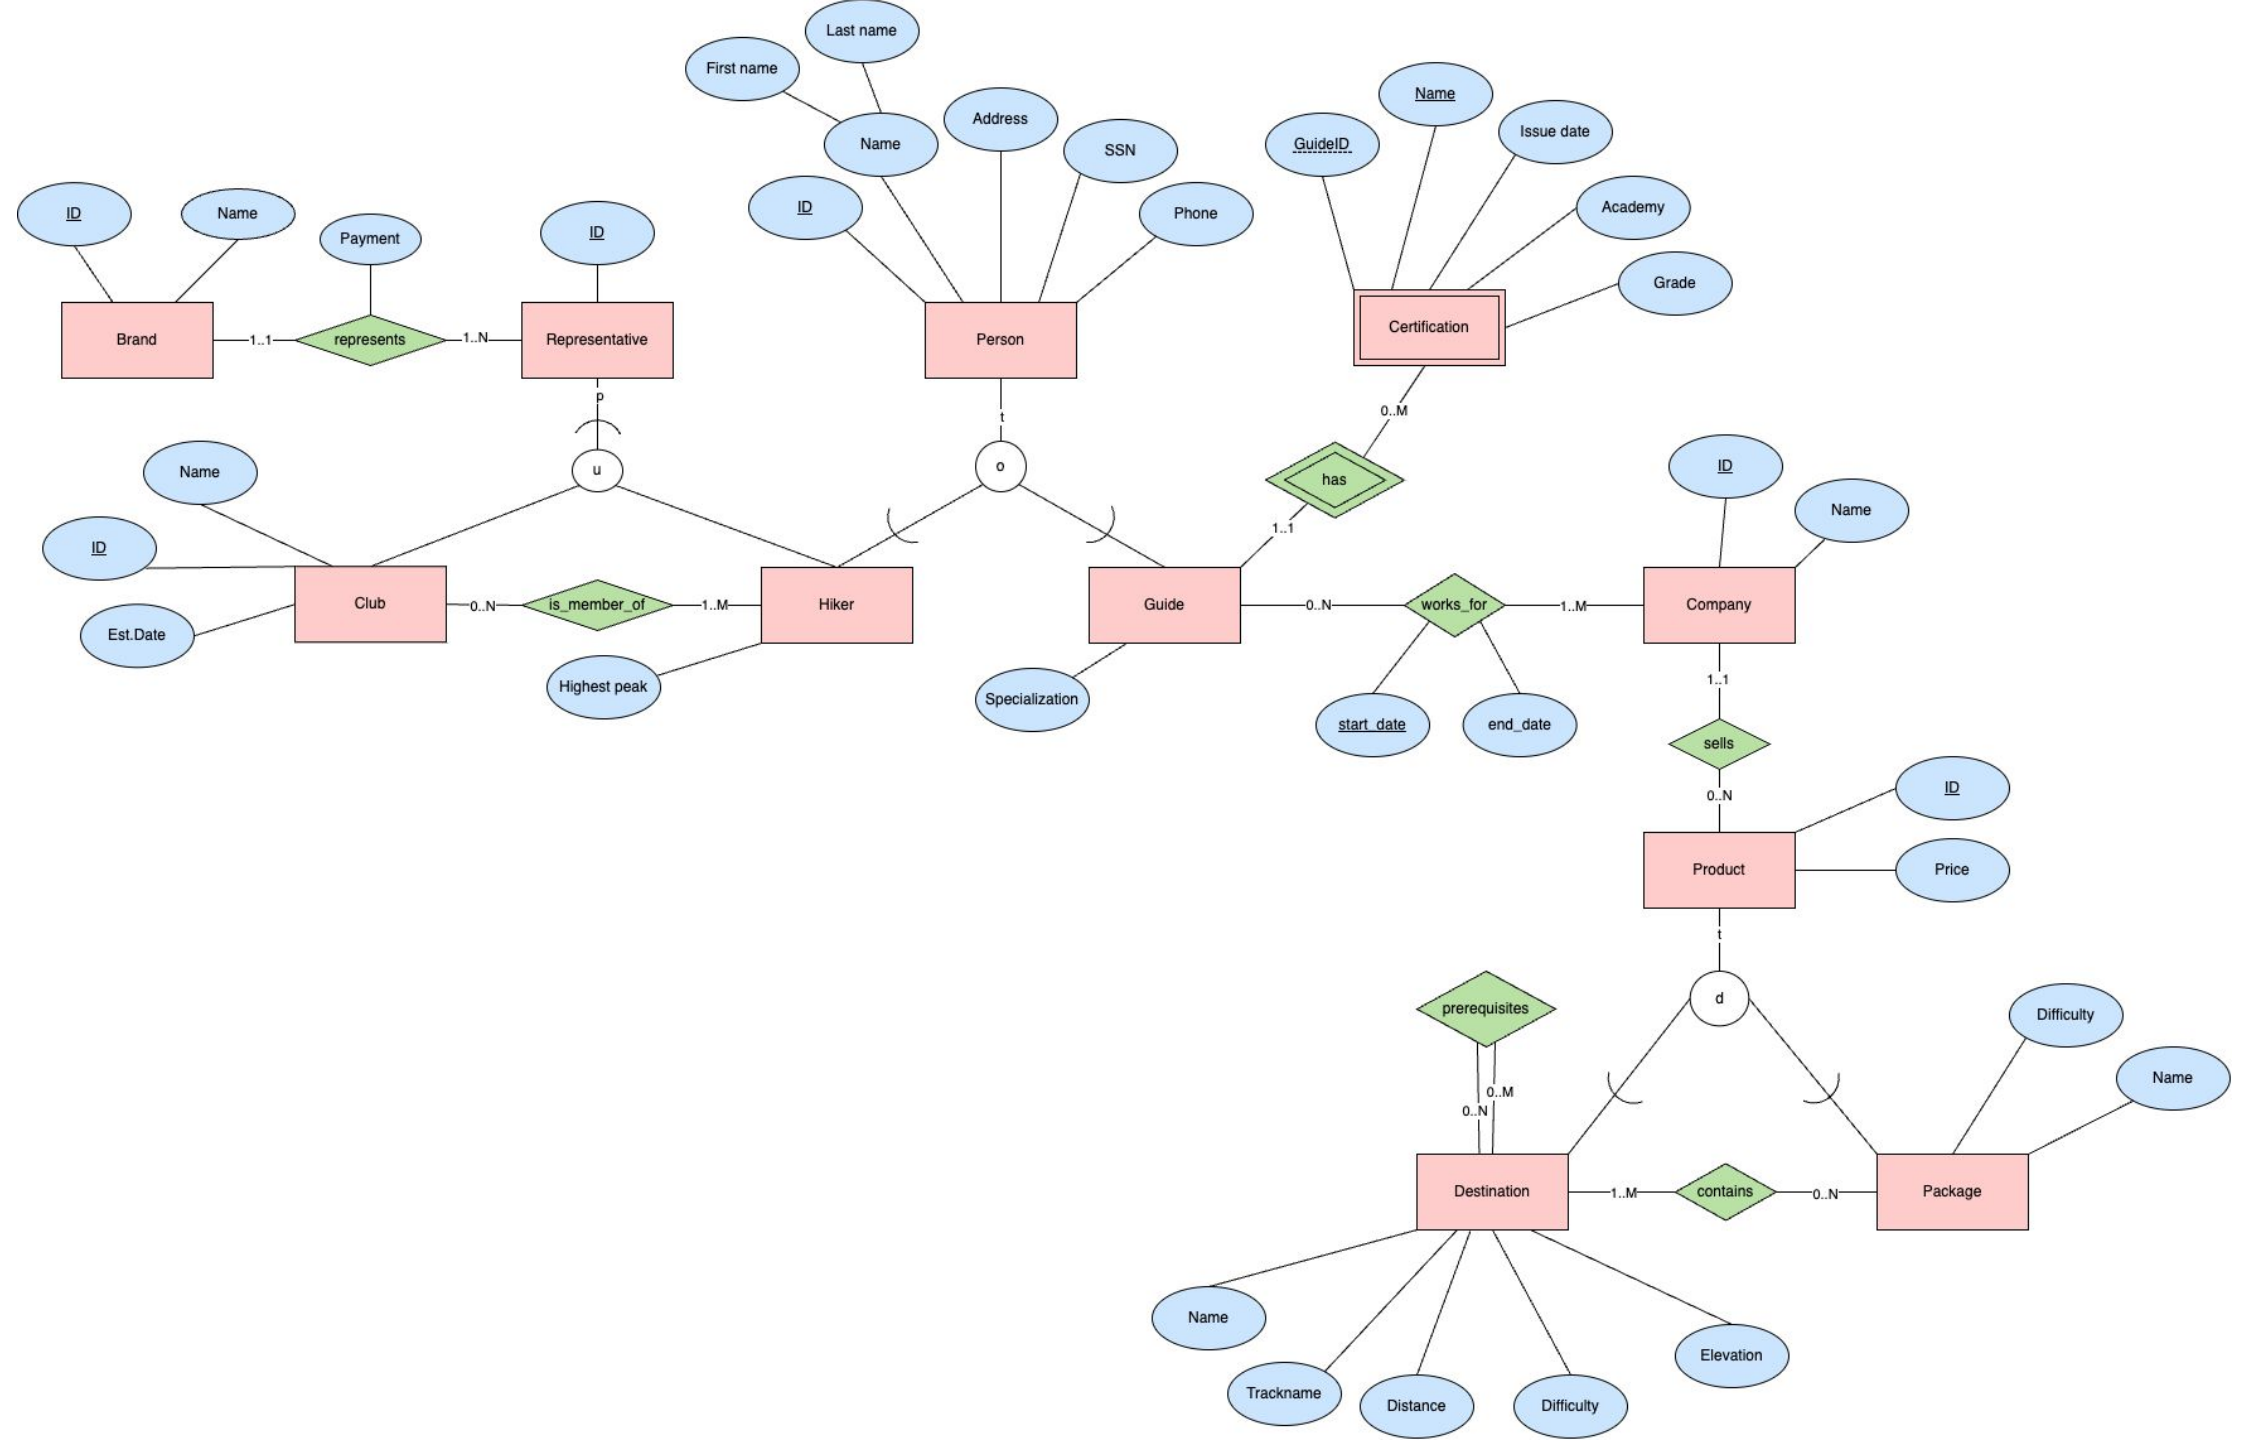 Last name
First name
Name
Address
SSN
Phone
ID
GuideID
Name
Issue date
Academy
Grade
ID
Name
Payment
ID
Brand
1..1
represents
1..N
Representative
Person
Certification
p
t
0..M
u
o
has
1..1
Name
ID
Est.Date
Club
0..N
is_member_of
1..M
Hiker
Highest peak
Guide
Specialization
0..N
works_for
1..M
Company
ID
Name
start_date
end_date
1..1
sells
0..N
Product
ID
Price
t
d
prerequisites
0..M
0..N
Difficulty
Name
Destination
1..M
contains
0..N
Package
Name
Trackname
Distance
Difficulty
Elevation